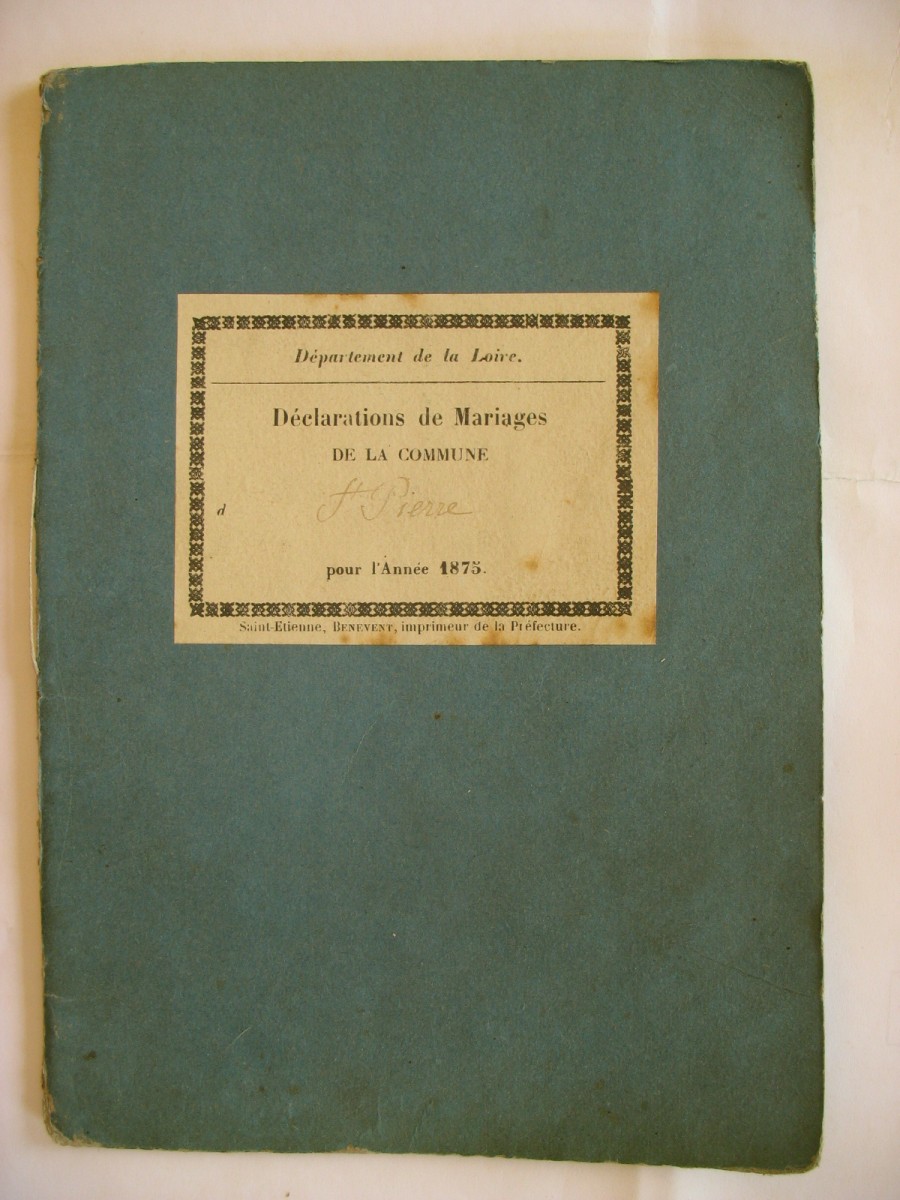 Département de la Loire.
Déclarations de Mariages
DE LA COMMUNE
d St Pierre
pour l'Année 1875.
Saint-Etienne, BENEVENT, imprimeur de la Préfecture.